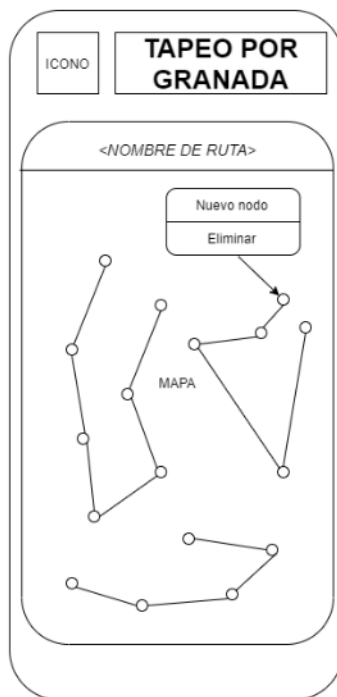 ICONO
TAPEO POR
GRANADA
<NOMBRE DE RUTA>
Nuevo nodo
Eliminar
MAPA